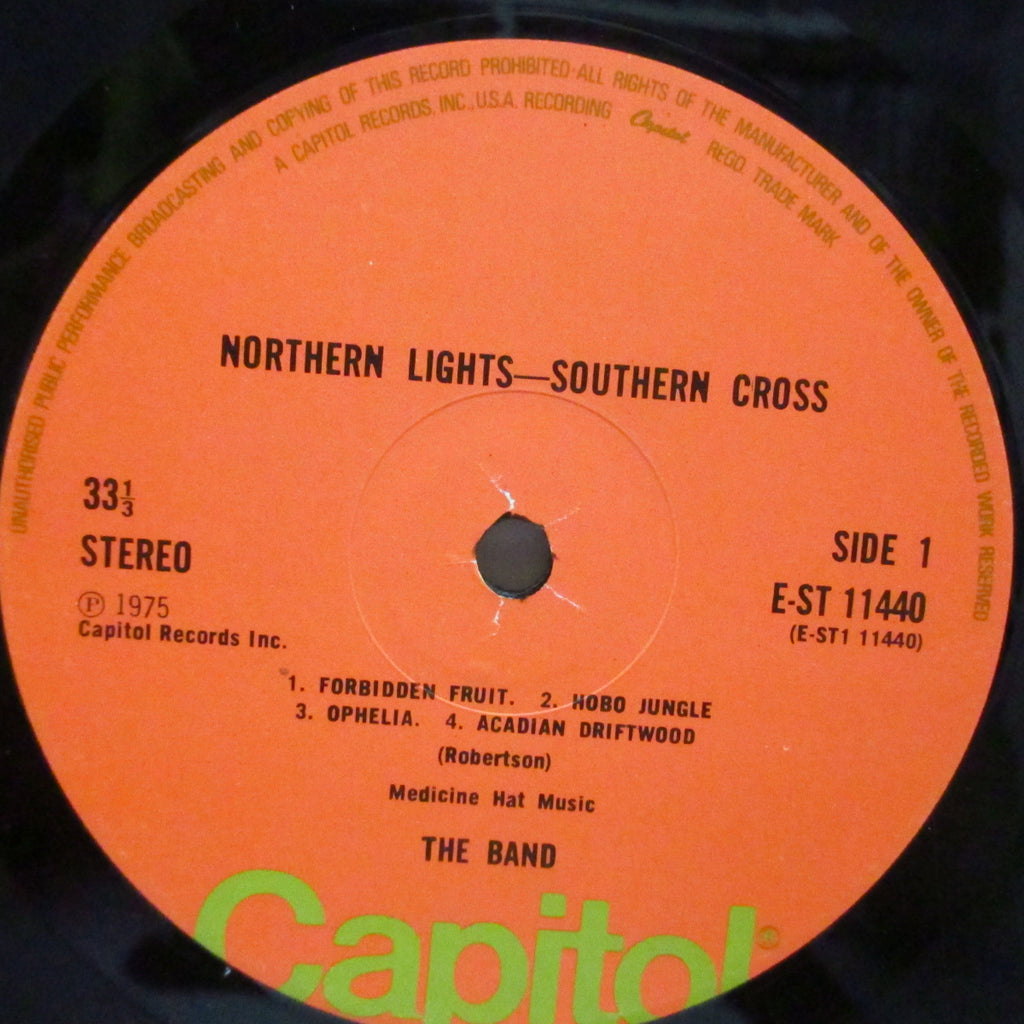 UNAUTHORISED PUBLIC PERFORMANCE BROADCASTING AND COPYING OF THIS RECORD PROHIBITED-ALL RIGHTS OF THE MANUFACTURER AND OF THE OWNER OF THE RECORDED WORK RESERVED
A CAPITOL RECORDS, INC., U.S.A. RECORDING Capitol REGD. TRADE MARK
NORTHERN LIGHTS—SOUTHERN CROSS
33⅓
STEREO
Ⓟ 1975
Capitol Records Inc.
SIDE 1
E-ST 11440
(E-ST1 11440)
1. FORBIDDEN FRUIT. 2. HOBO JUNGLE
3. OPHELIA. 4. ACADIAN DRIFTWOOD
(Robertson)
Medicine Hat Music
THE BAND
Capitol®